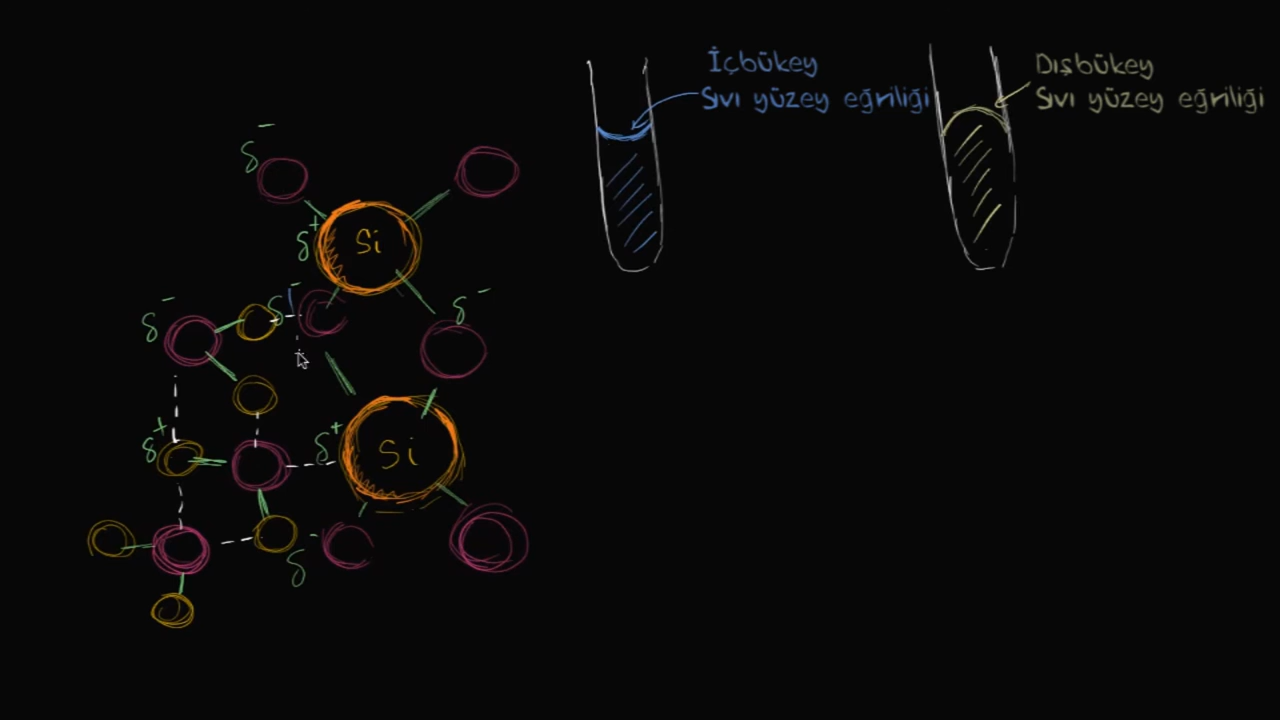 İçbükey
Sıvı yüzey eğriliği
Dışbükey
Sıvı yüzey eğriliği
δ⁻
δ⁺
Si
δ⁻
δ⁻
δ⁻
δ⁺
δ⁺
Si
δ⁻